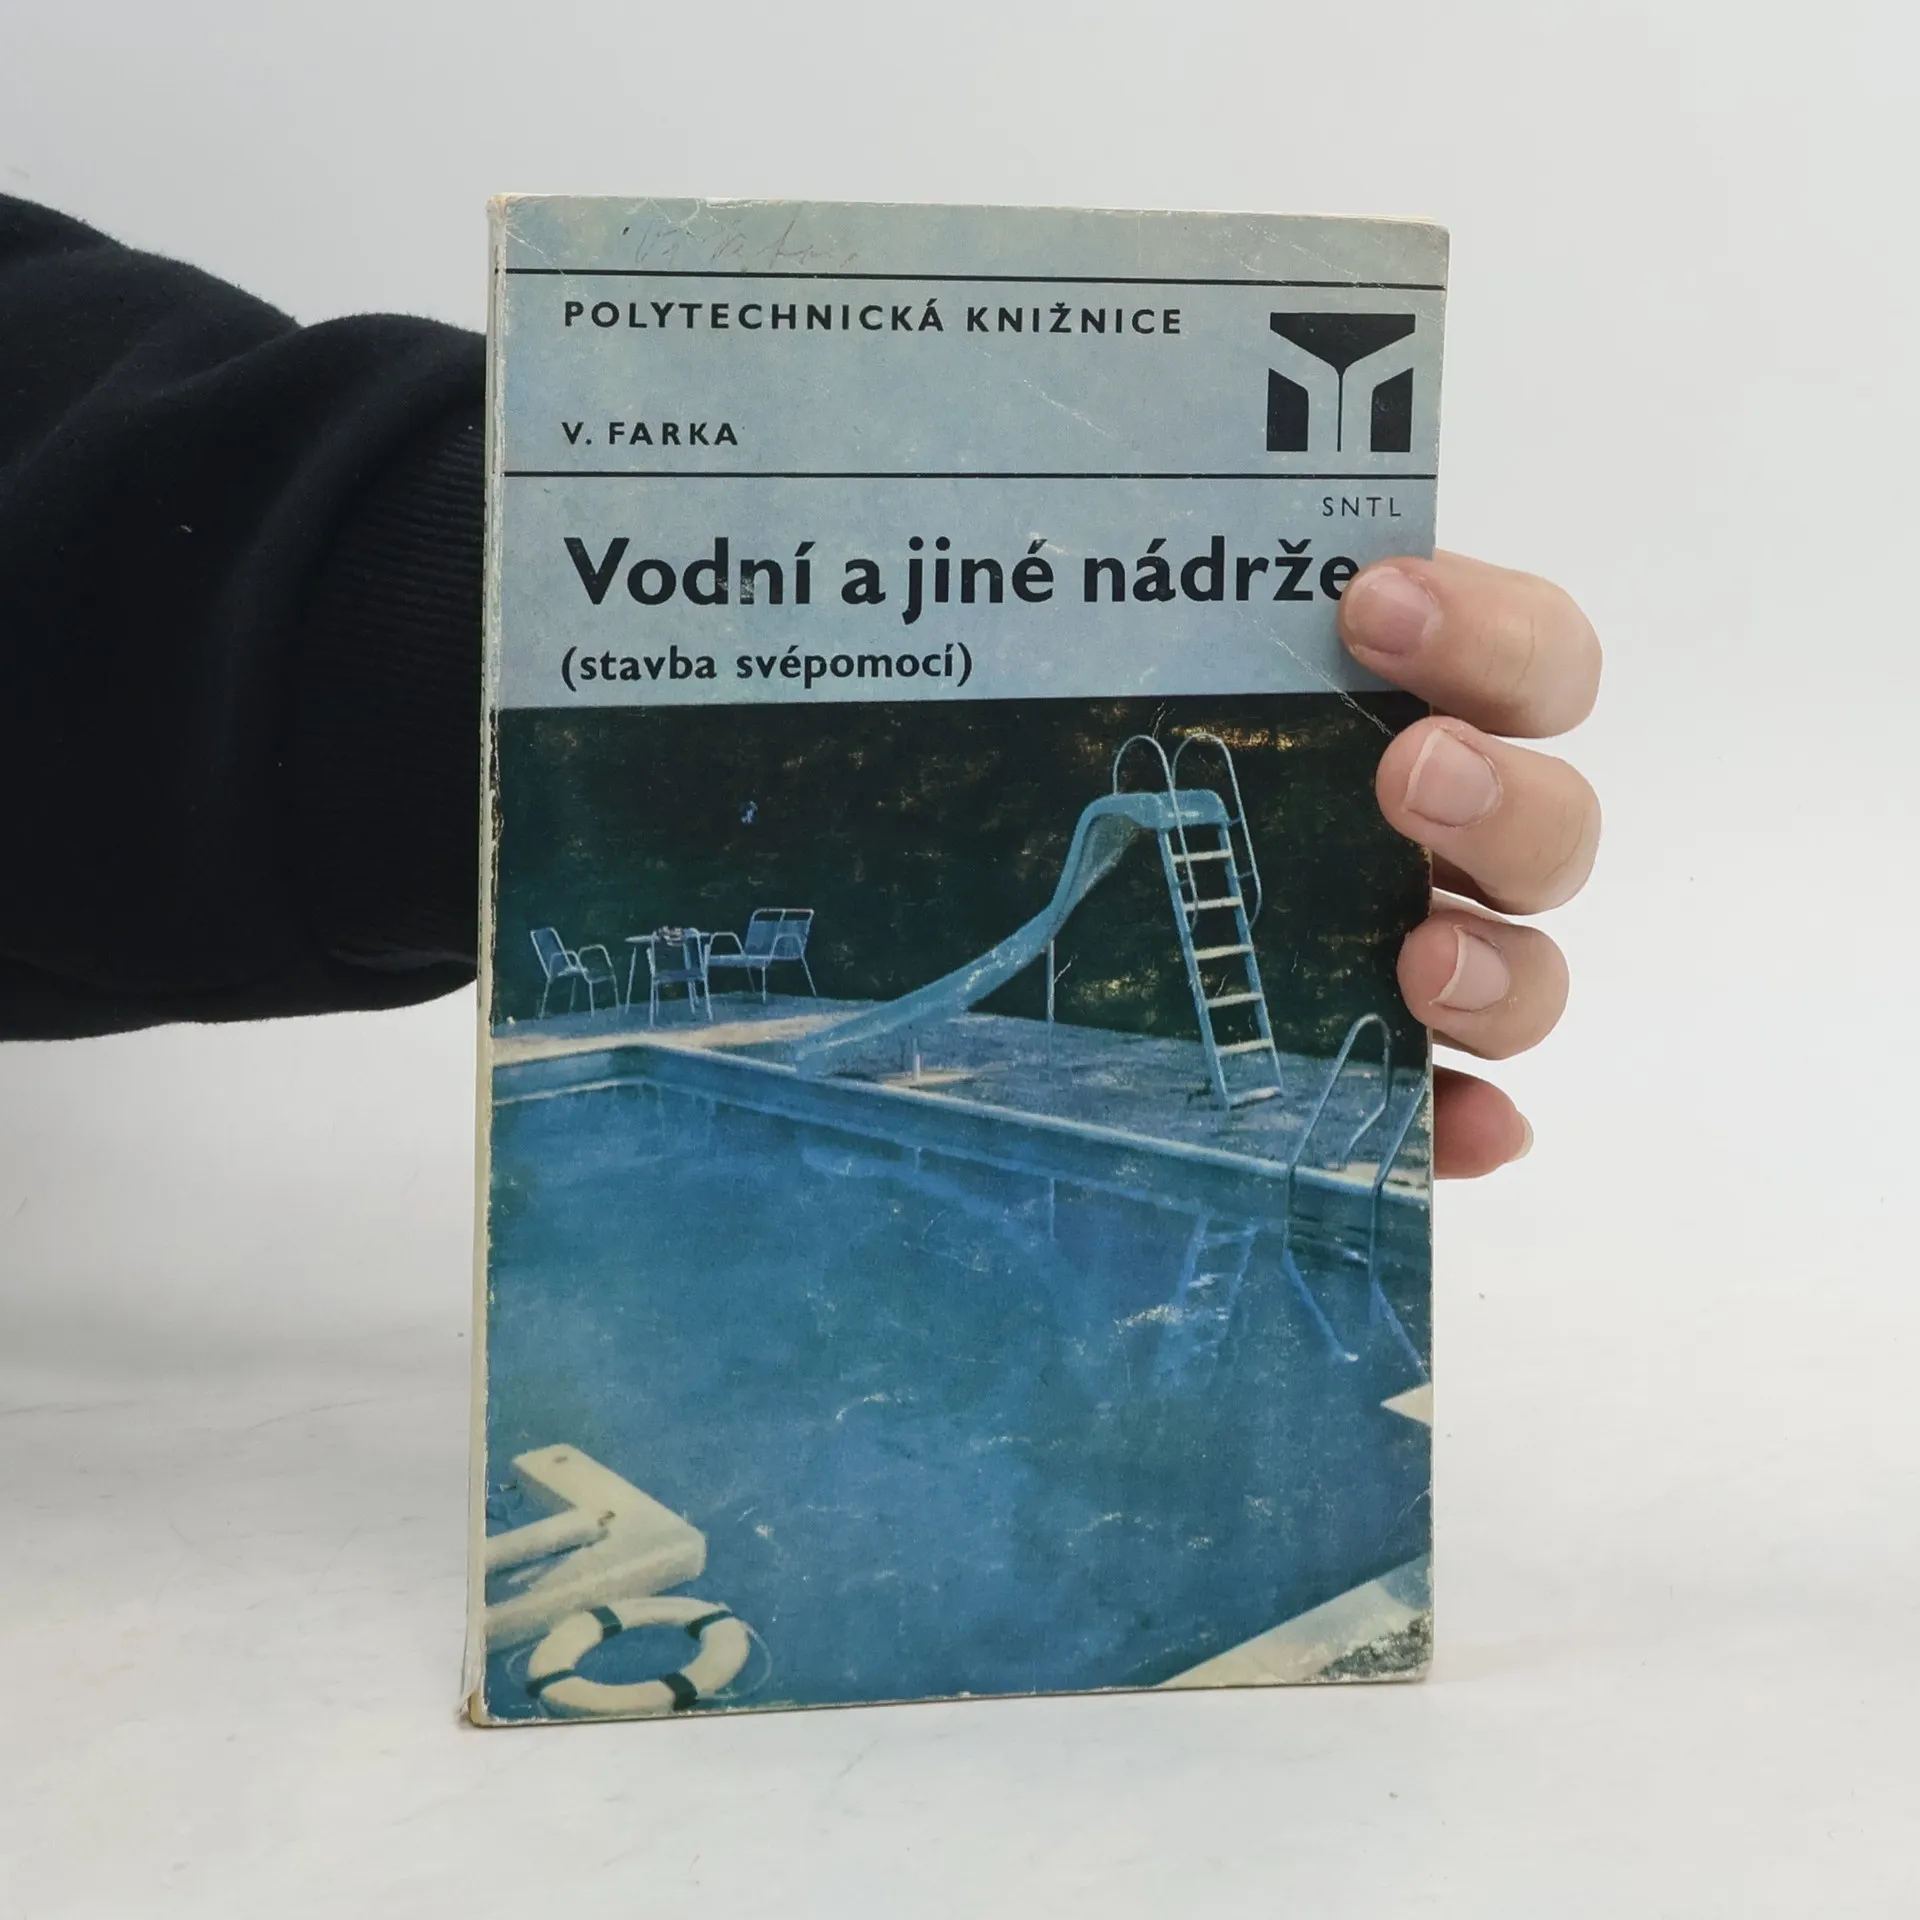 POLYTECHNICKÁ KNIŽNICE
V. FARKA
SNTL
Vodní a jiné nádrže
(stavba svépomocí)